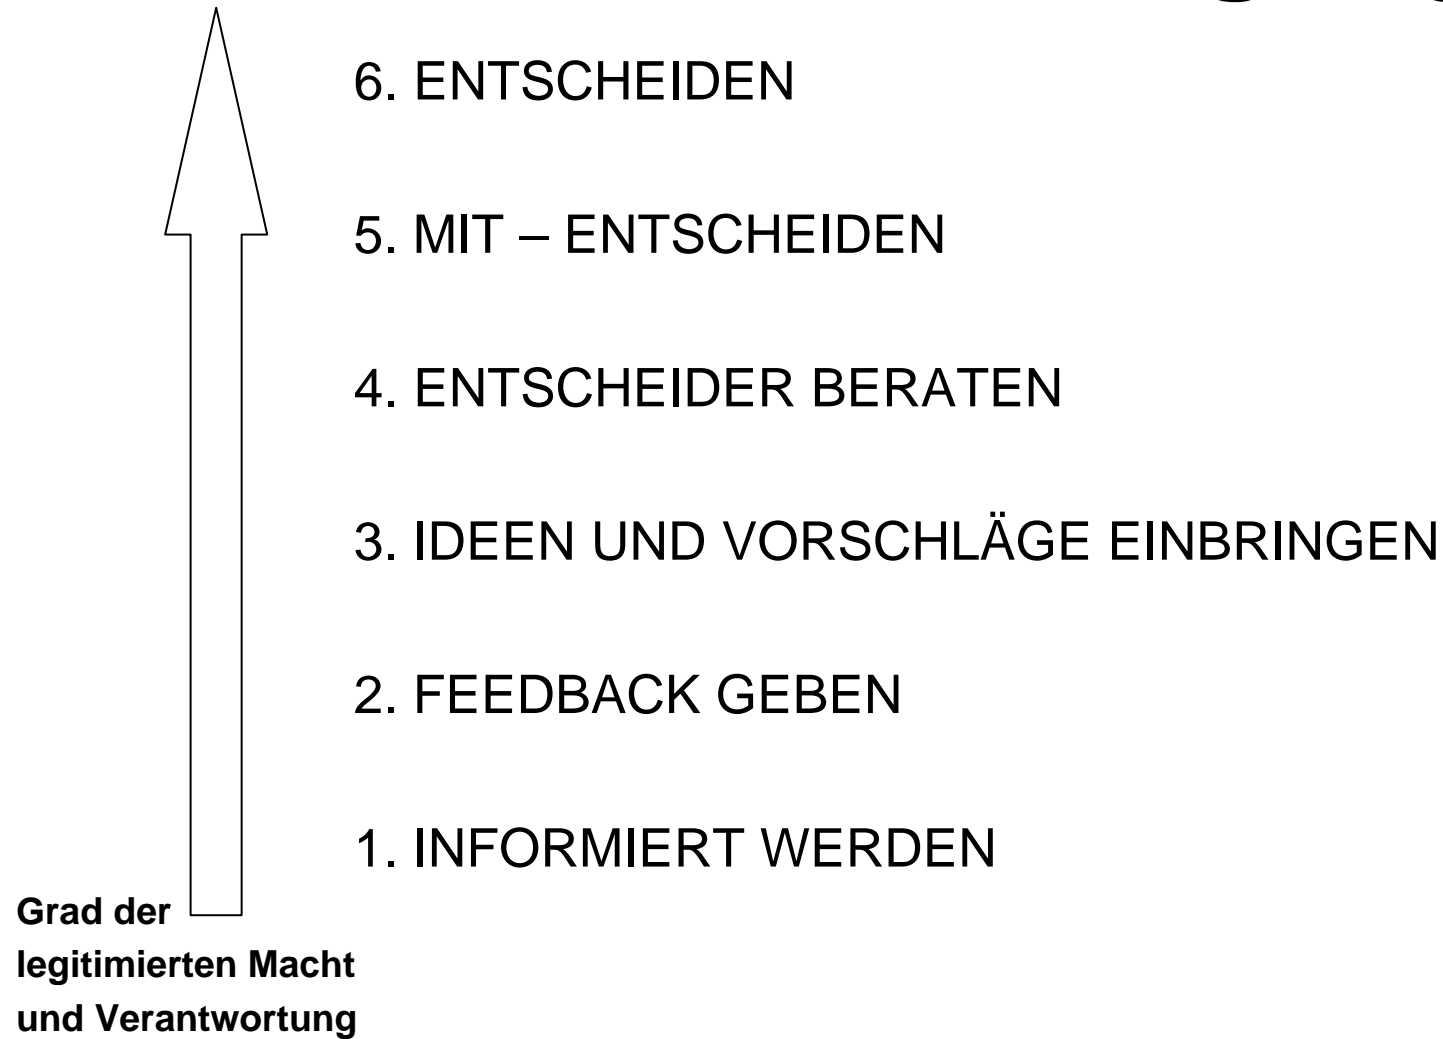 6. ENTSCHEIDEN
5. MIT – ENTSCHEIDEN
4. ENTSCHEIDER BERATEN
3. IDEEN UND VORSCHLÄGE EINBRINGEN
2. FEEDBACK GEBEN
1. INFORMIERT WERDEN
Grad der
legitimierten Macht
und Verantwortung